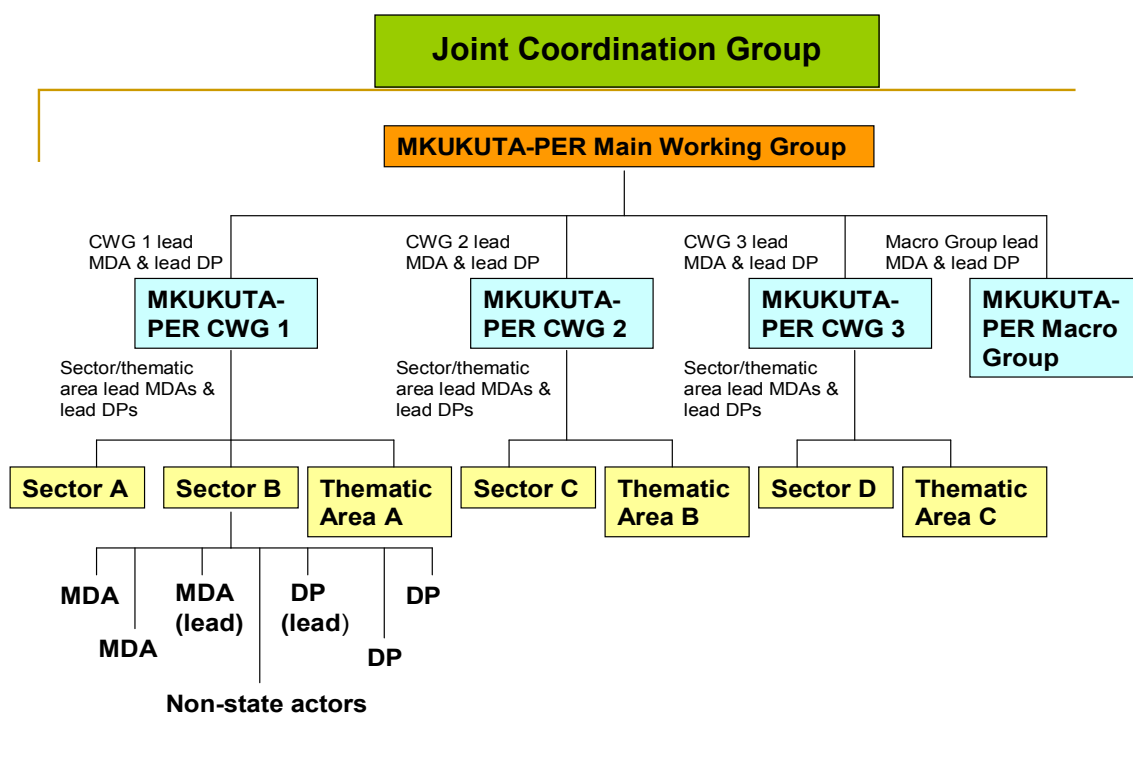 Joint Coordination Group
MKUKUTA-PER Main Working Group
CWG 1 lead
MDA & lead DP
CWG 2 lead
MDA & lead DP
CWG 3 lead
MDA & lead DP
Macro Group lead
MDA & lead DP
MKUKUTA-
PER CWG 1
MKUKUTA-
PER CWG 2
MKUKUTA-
PER CWG 3
MKUKUTA-
PER Macro
Group
Sector/thematic
area lead MDAs &
lead DPs
Sector/thematic
area lead MDAs &
lead DPs
Sector/thematic
area lead MDAs &
lead DPs
Sector A
Sector B
Thematic
Area A
Sector C
Thematic
Area B
Sector D
Thematic
Area C
MDA
MDA
MDA
(lead)
DP
(lead)
DP
DP
Non-state actors